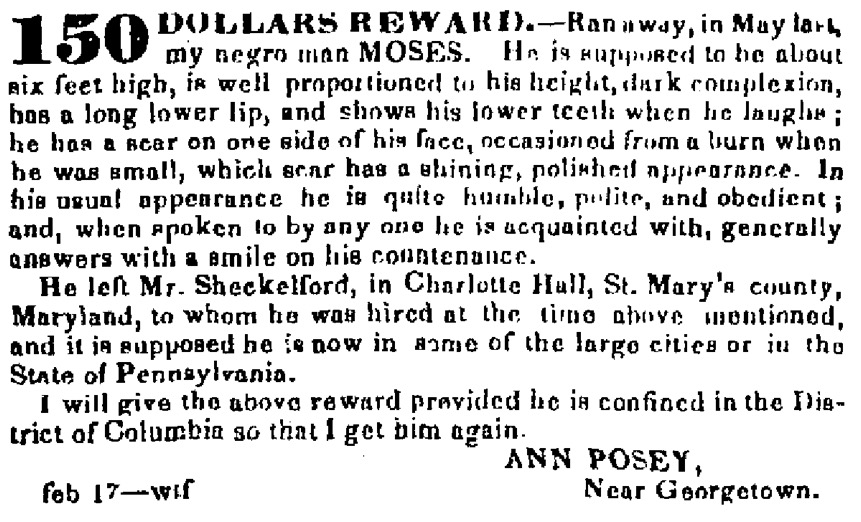 150 DOLLARS REWARD.—Ran away, in May last,
my negro man MOSES. He is supposed to be about
six feet high, is well proportioned to his height, dark complexion,
has a long lower lip, and shows his lower teeth when he laughs;
he has a scar on one side of his face, occasioned from a burn when
he was small, which scar has a shining, polished appearance. In
his usual appearance he is quite humble, polite, and obedient;
and, when spoken to by any one he is acquainted with, generally
answers with a smile on his countenance.
He left Mr. Sheckelford, in Charlotte Hall, St. Mary's county,
Maryland, to whom he was hired at the time above mentioned,
and it is supposed he is now in some of the large cities or in the
State of Pennsylvania.
I will give the above reward provided he is confined in the Dis-
trict of Columbia so that I get him again.
ANN POSEY,
feb 17—wtf Near Georgetown.